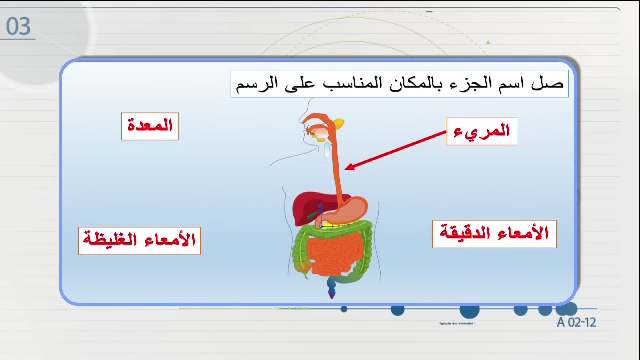 03
صل اسم الجزء بالمكان المناسب على الرسم
المريء
المعدة
الأمعاء الدقيقة
الأمعاء الغليظة
A 02-12